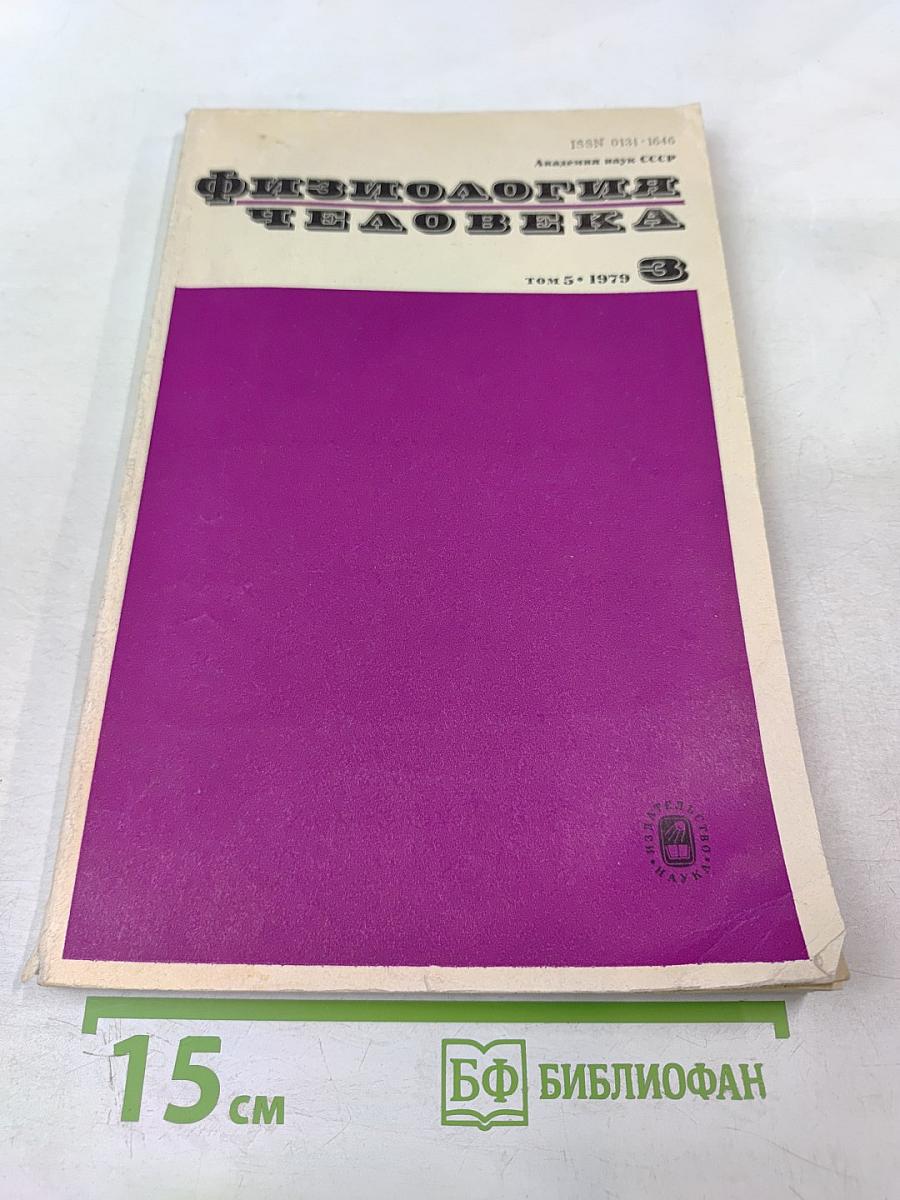 ISSN 0131-1646
Академия наук СССР
ФИЗИОЛОГИЯ
ЧЕЛОВЕКА
ТОМ 5 • 1979 3
• ИЗДАТЕЛЬСТВО •
НАУКА
15 см
БФ БИБЛИОФАН